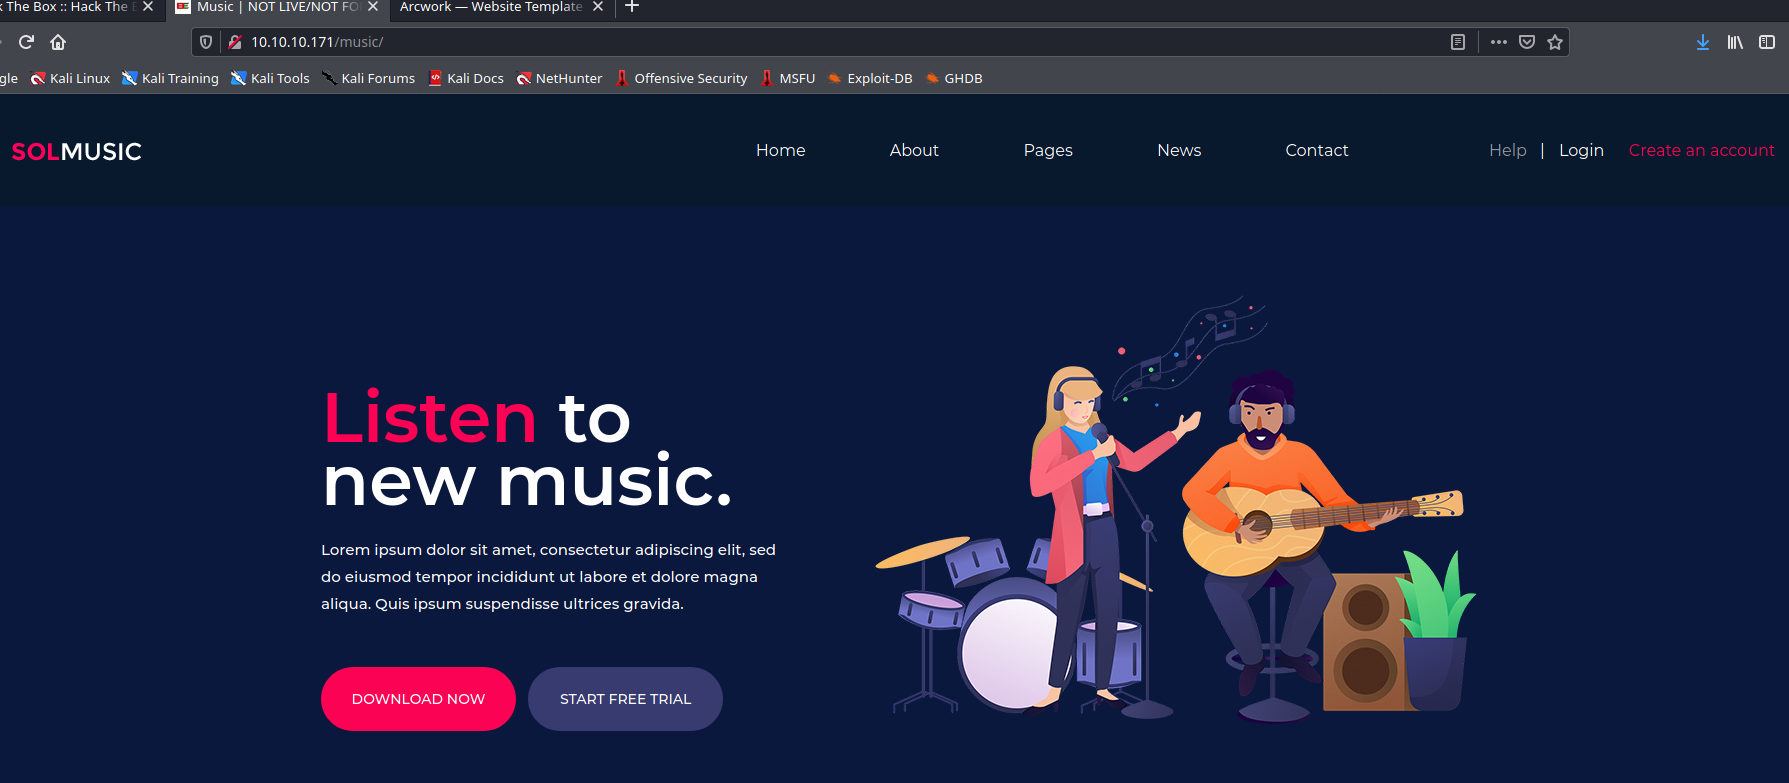 k The Box :: Hack The B
Music | NOT LIVE/NOT FO
Arcwork — Website Template
10.10.10.171/music/
gle Kali Linux Kali Training Kali Tools Kali Forums Kali Docs NetHunter Offensive Security MSFU Exploit-DB GHDB
SOLMUSIC
Home About Pages News Contact
Help | Login Create an account
Listen to
new music.
Lorem ipsum dolor sit amet, consectetur adipiscing elit, sed
do eiusmod tempor incididunt ut labore et dolore magna
aliqua. Quis ipsum suspendisse ultrices gravida.
DOWNLOAD NOW
START FREE TRIAL